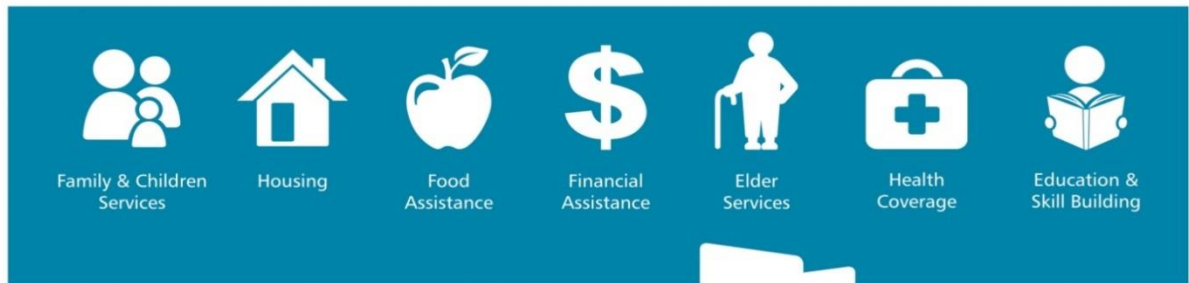 Family & Children
Services
Housing
Food
Assistance
Financial
Assistance
Elder
Services
Health
Coverage
Education &
Skill Building